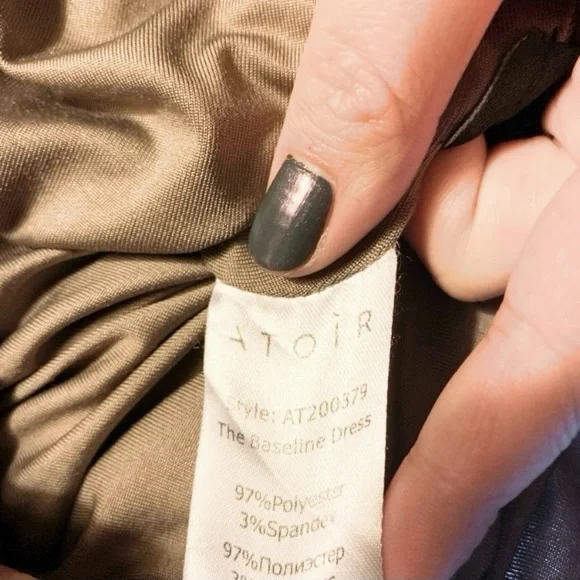 ATOÌR
Style: AT200379
The Baseline Dress
97%Polyester
3%Spandex
97%Полиэстер